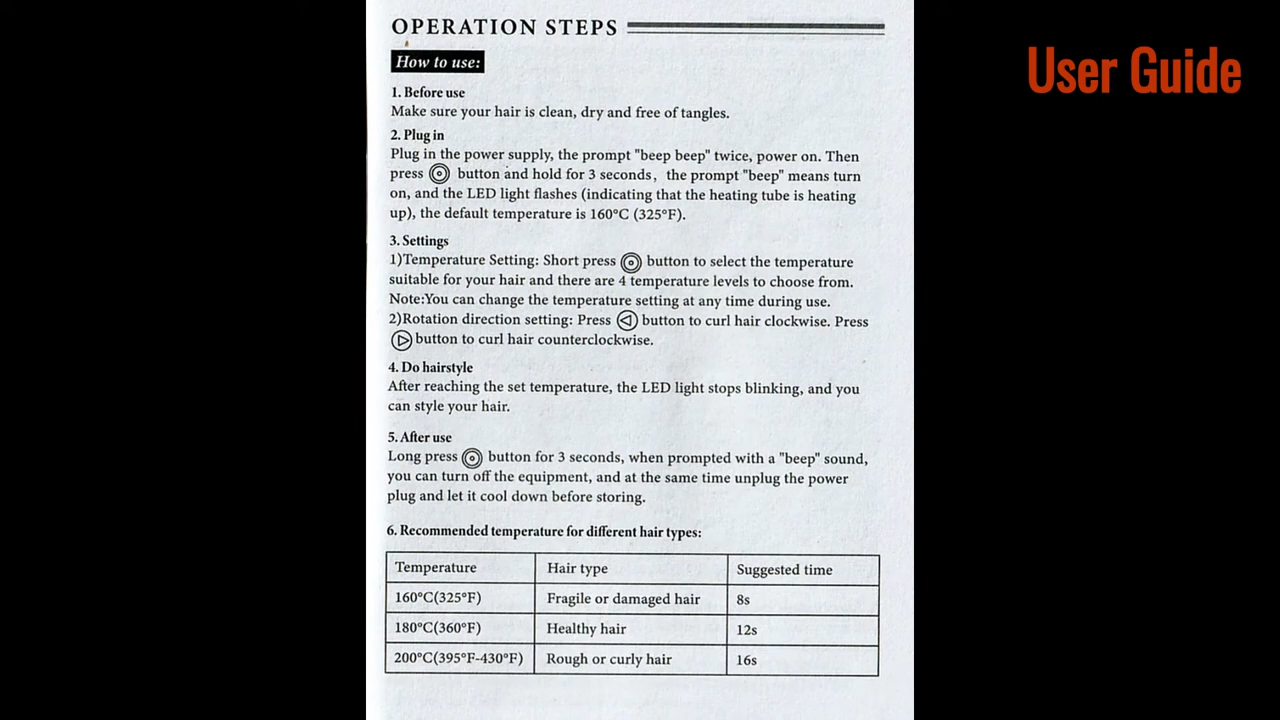 OPERATION STEPS
User Guide
How to use:
1. Before use
Make sure your hair is clean, dry and free of tangles.
2. Plug in
Plug in the power supply, the prompt "beep beep" twice, power on. Then
press button and hold for 3 seconds, the prompt "beep" means turn
on, and the LED light flashes (indicating that the heating tube is heating
up), the default temperature is 160°C (325°F).
3. Settings
1)Temperature Setting: Short press button to select the temperature
suitable for your hair and there are 4 temperature levels to choose from.
Note:You can change the temperature setting at any time during use.
2)Rotation direction setting: Press button to curl hair clockwise. Press
button to curl hair counterclockwise.
4. Do hairstyle
After reaching the set temperature, the LED light stops blinking, and you
can style your hair.
5. After use
Long press button for 3 seconds, when prompted with a "beep" sound,
you can turn off the equipment, and at the same time unplug the power
plug and let it cool down before storing.
6. Recommended temperature for different hair types:
Temperature Hair type Suggested time
160°C(325°F) Fragile or damaged hair 8s
180°C(360°F) Healthy hair 12s
200°C(395°F-430°F) Rough or curly hair 16s